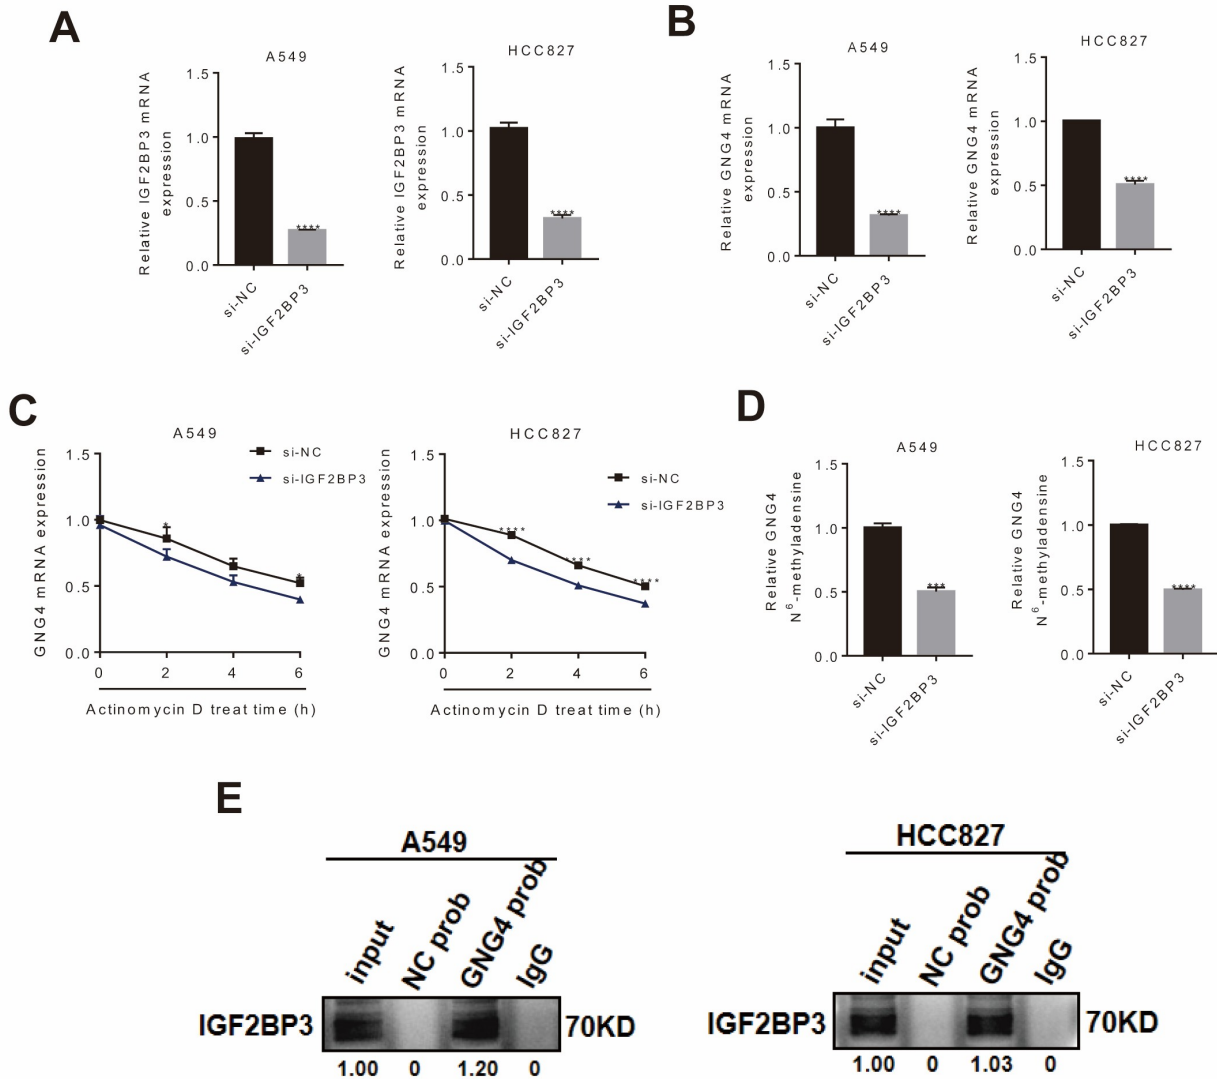 A
A549
Relative IGF2BP3 mRNA
expression
1.5
1.0
0.5
0.0
****
si-NC
si-IGF2BP3
HCC827
Relative IGF2BP3 mRNA
expression
1.5
1.0
0.5
0.0
****
si-NC
si-IGF2BP3
B
A549
Relative GNG4 mRNA
expression
1.5
1.0
0.5
0.0
****
si-NC
si-IGF2BP3
HCC827
Relative GNG4 mRNA
expression
1.5
1.0
0.5
0.0
****
si-NC
si-IGF2BP3
C
A549
si-NC
si-IGF2BP3
GNG4 mRNA expression
1.5
1.0
0.5
0.0
*
*
0 2 4 6
Actinomycin D treat time (h)
HCC827
si-NC
si-IGF2BP3
GNG4 mRNA expression
1.5
1.0
0.5
0.0
****
****
****
0 2 4 6
Actinomycin D treat time (h)
D
A549
Relative GNG4
N6-methyladensine
1.5
1.0
0.5
0.0
***
si-NC
si-IGF2BP3
HCC827
Relative GNG4
N6-methyladensine
1.5
1.0
0.5
0.0
****
si-NC
si-IGF2BP3
E
A549
input NC prob GNG4 prob IgG
IGF2BP3 70KD
1.00 0 1.20 0
HCC827
input NC prob GNG4 prob IgG
IGF2BP3 70KD
1.00 0 1.03 0